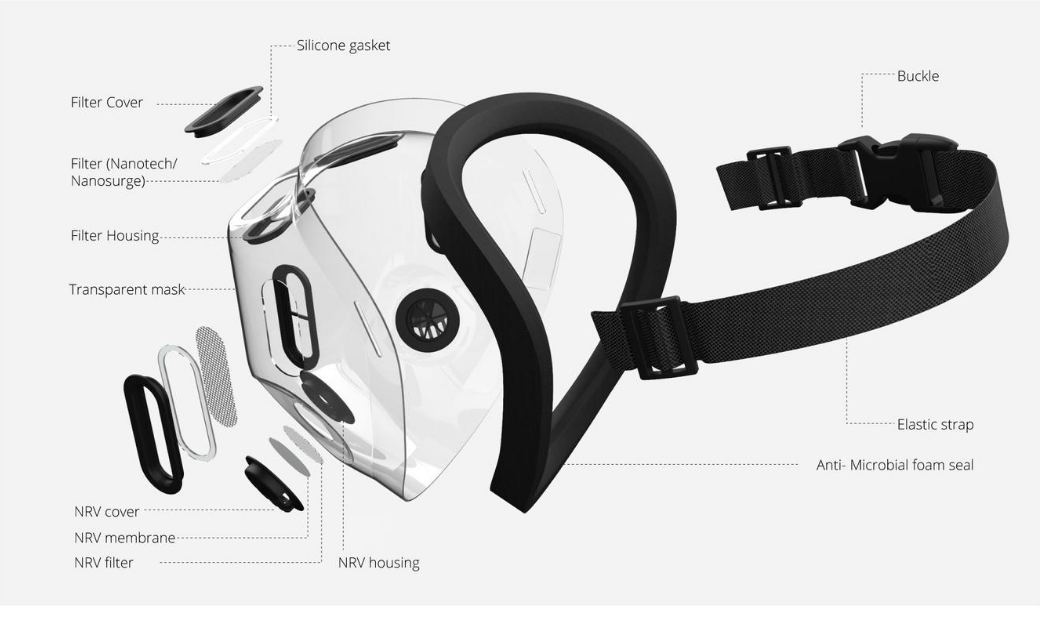 Silicone gasket
Buckle
Filter Cover
Filter (Nanotech/
Nanosurge)
Filter Housing
Transparent mask
Elastic strap
Anti- Microbial foam seal
NRV cover
NRV membrane
NRV filter
NRV housing